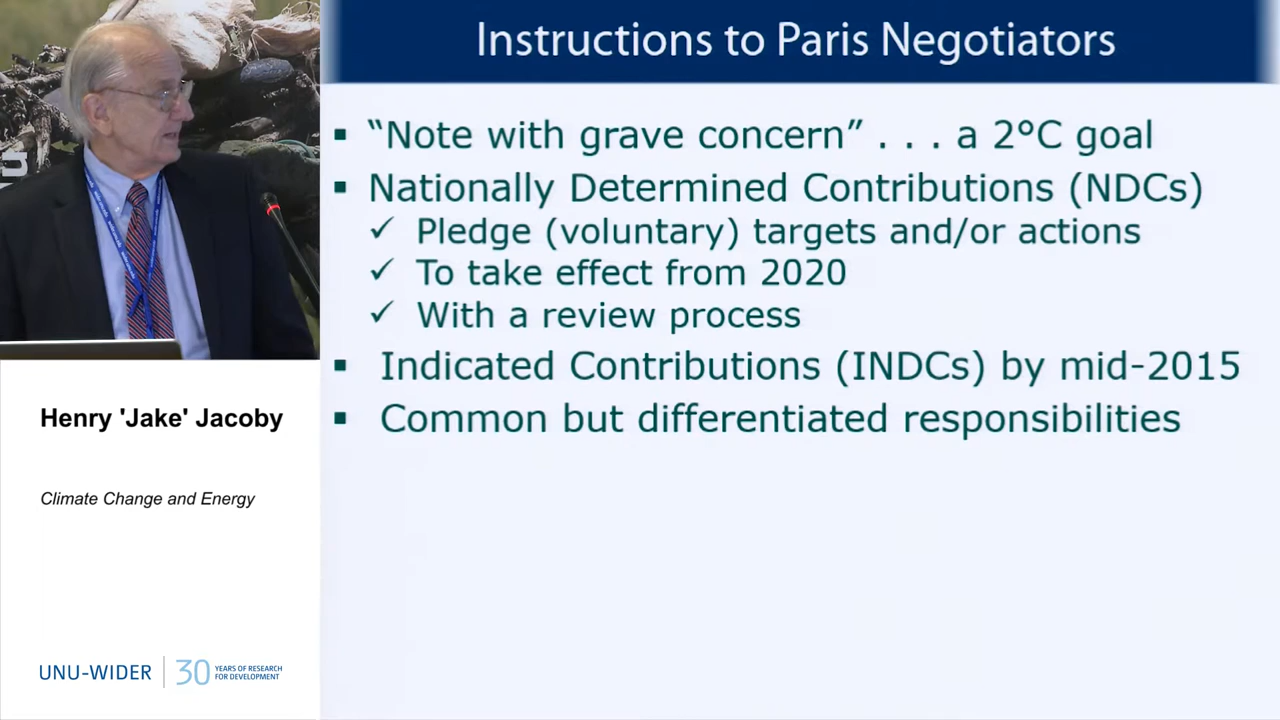 Instructions to Paris Negotiators
▪ “Note with grave concern” . . . a 2°C goal
▪ Nationally Determined Contributions (NDCs)
✓ Pledge (voluntary) targets and/or actions
✓ To take effect from 2020
✓ With a review process
▪ Indicated Contributions (INDCs) by mid-2015
▪ Common but differentiated responsibilities
Henry 'Jake' Jacoby
Climate Change and Energy
UNU-WIDER
30 YEARS OF RESEARCH
FOR DEVELOPMENT